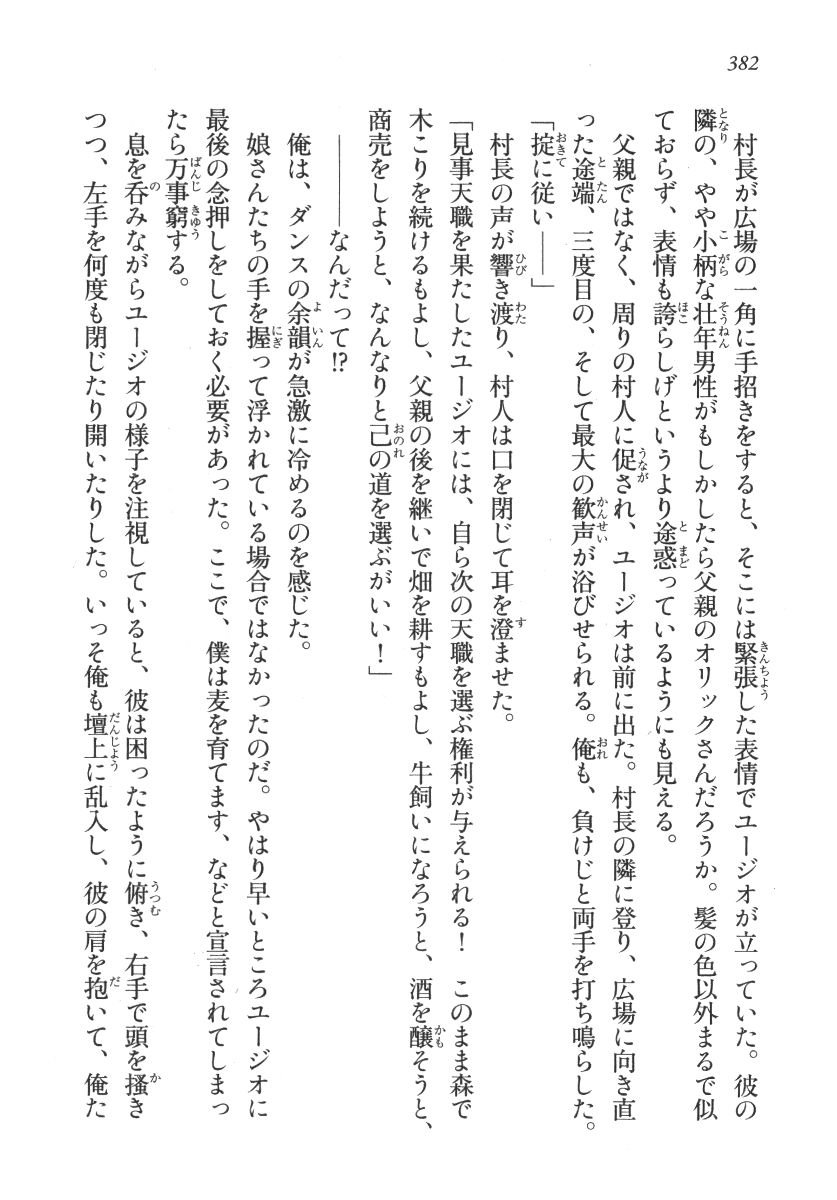 382
村長が広場の一角に手招きをすると、そこには緊張した表情でユージオが立っていた。彼の
隣の、やや小柄な壮年男性がもしかしたら父親のオリックさんだろうか。髪の色以外まるで似
ておらず、表情も誇らしげというより途惑っているようにも見える。
父親ではなく、周りの村人に促され、ユージオは前に出た。村長の隣に登り、広場に向き直
った途端、三度目の、そして最大の歓声が浴びせられる。俺も、負けじと両手を打ち鳴らした。
「掟に従い――」
村長の声が響き渡り、村人は口を閉じて耳を澄ませた。
「見事天職を果たしたユージオには、自ら次の天職を選ぶ権利が与えられる！　このまま森で
木こりを続けるもよし、父親の後を継いで畑を耕すもよし、牛飼いになろうと、酒を醸そうと、
商売をしようと、なんなりと己の道を選ぶがいい！」
――――なんだって⁉
俺は、ダンスの余韻が急激に冷めるのを感じた。
娘さんたちの手を握って浮かれている場合ではなかったのだ。やはり早いところユージオに
最後の念押しをしておく必要があった。ここで、僕は麦を育てます、などと宣言されてしまっ
たら万事窮する。
息を呑みながらユージオの様子を注視していると、彼は困ったように俯き、右手で頭を掻き
つつ、左手を何度も閉じたり開いたりした。いっそ俺も壇上に乱入し、彼の肩を抱いて、俺た